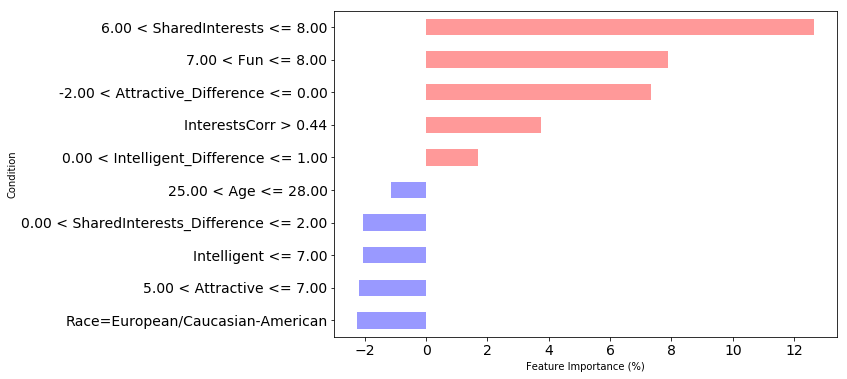 6.00 < SharedInterests <= 8.00
7.00 < Fun <= 8.00
-2.00 < Attractive_Difference <= 0.00
InterestsCorr > 0.44
0.00 < Intelligent_Difference <= 1.00
25.00 < Age <= 28.00
0.00 < SharedInterests_Difference <= 2.00
Intelligent <= 7.00
5.00 < Attractive <= 7.00
Race=European/Caucasian-American
Condition
−2 0 2 4 6 8 10 12
Feature Importance (%)